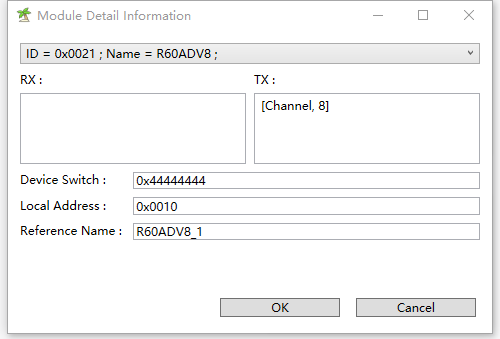 Module Detail Information
ID = 0x0021 ; Name = R60ADV8 ;
RX :
TX :
[Channel, 8]
Device Switch :
0x44444444
Local Address :
0x0010
Reference Name :
R60ADV8_1
OK
Cancel